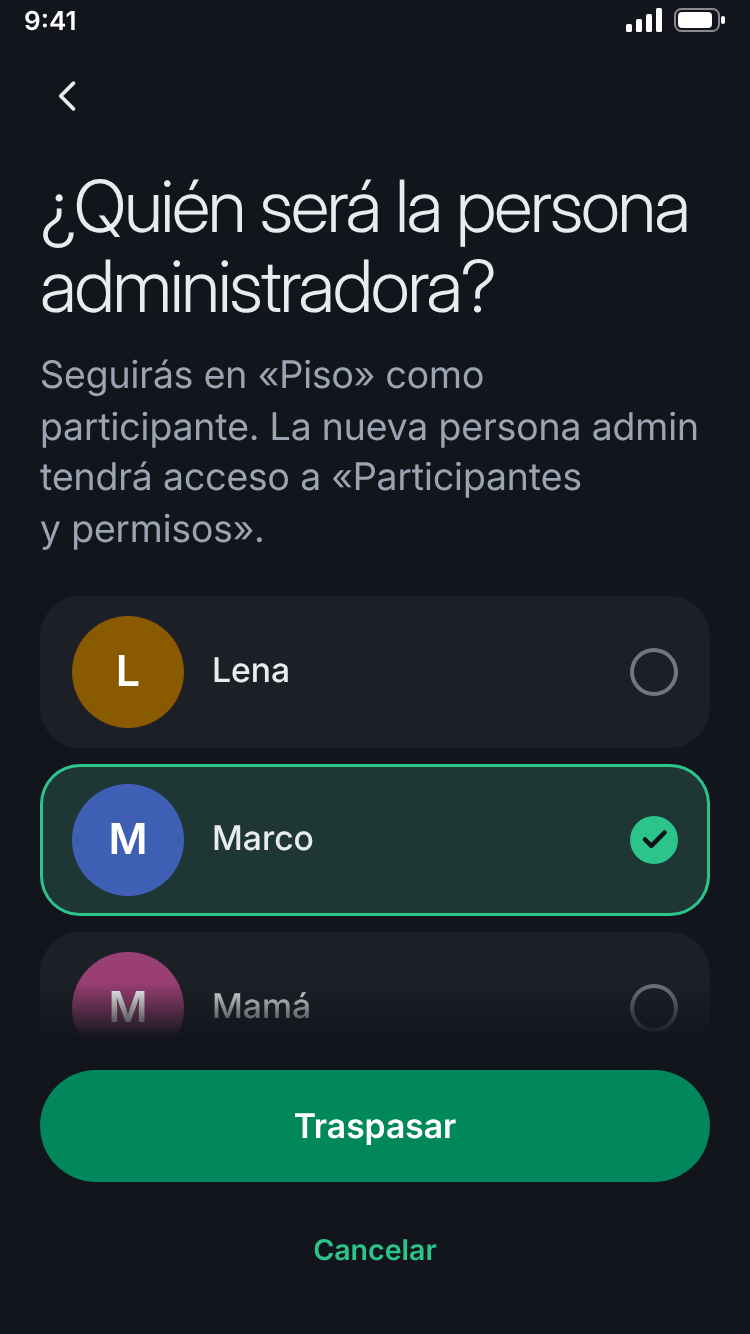 9:41
¿Quién será la persona
administradora?
Seguirás en «Piso» como
participante. La nueva persona admin
tendrá acceso a «Participantes
y permisos».
L Lena
M Marco
M Mamá
Traspasar
Cancelar